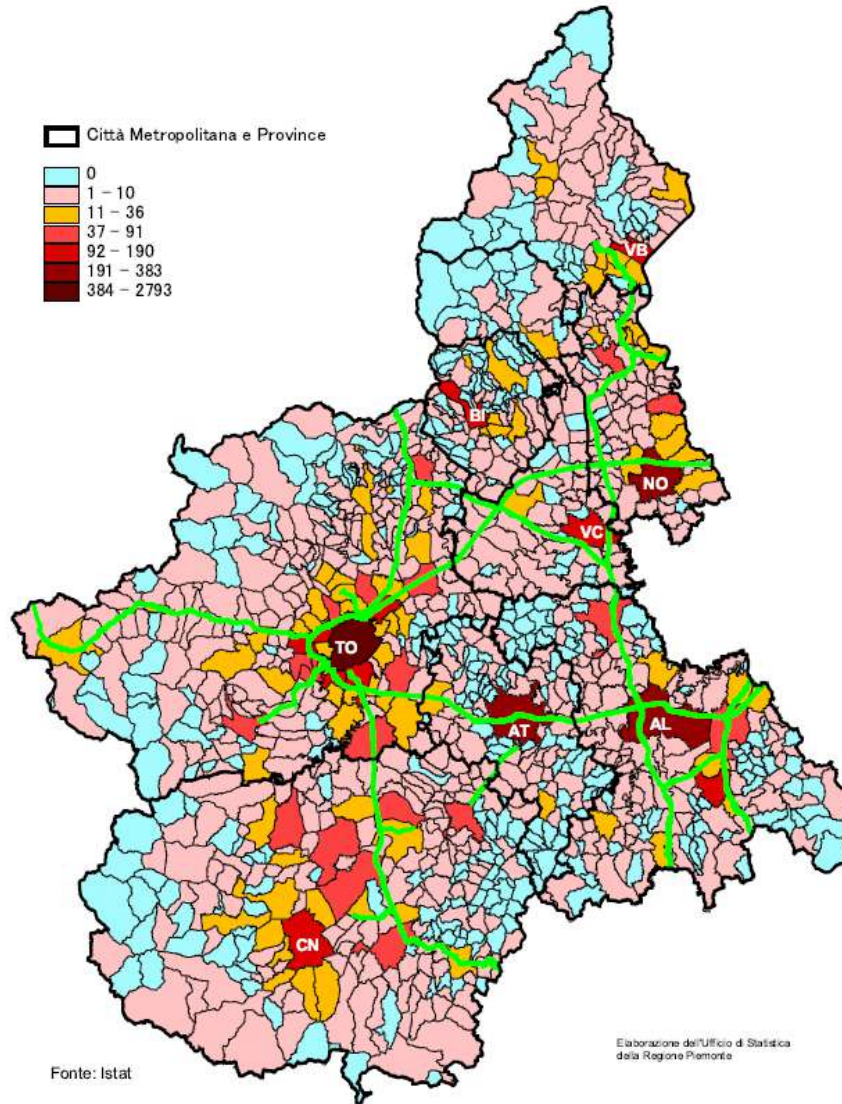 Città Metropolitana e Province
0
1 - 10
11 - 36
37 - 91
92 - 190
191 - 383
384 - 2793
VB
BI
NO
VC
TO
AT
AL
CN
Elaborazione dell'Ufficio di Statistica
della Regione Piemonte
Fonte: Istat